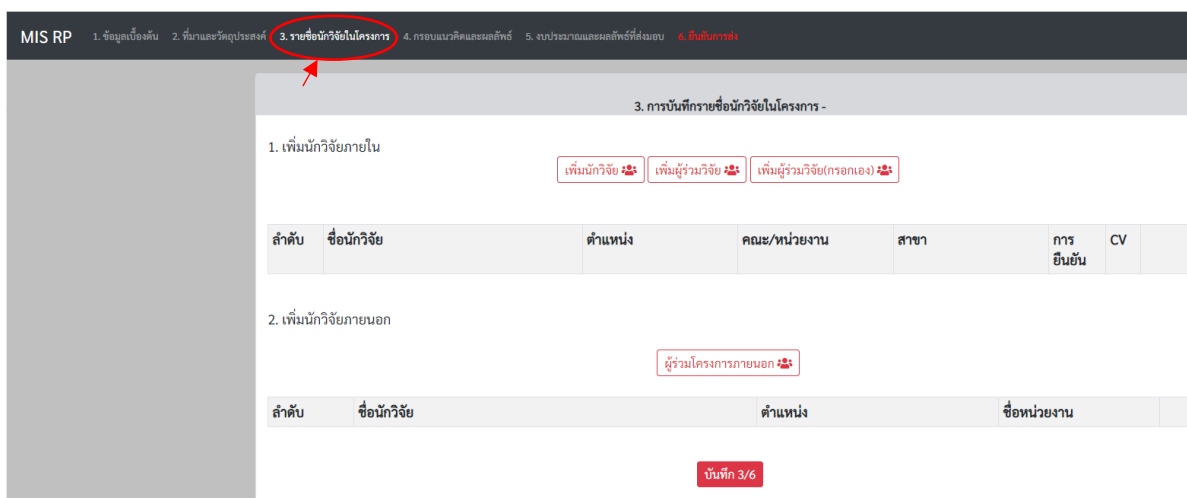 MIS RP 1. ข้อมูลเบื้องต้น 2. ที่มาและวัตถุประสงค์ 3. รายชื่อนักวิจัยในโครงการ 4. กรอบแนวคิดและผลลัพธ์ 5. งบประมาณและผลลัพธ์ที่ส่งมอบ 6. ยืนยันการส่ง
3. การบันทึกรายชื่อนักวิจัยในโครงการ -
1. เพิ่มนักวิจัยภายใน
เพิ่มนักวิจัย เพิ่มผู้ร่วมวิจัย เพิ่มผู้ร่วมวิจัย(กรอกเอง)
ลำดับ ชื่อนักวิจัย ตำแหน่ง คณะ/หน่วยงาน สาขา การ CV
ยืนยัน
2. เพิ่มนักวิจัยภายนอก
ผู้ร่วมโครงการภายนอก
ลำดับ ชื่อนักวิจัย ตำแหน่ง ชื่อหน่วยงาน
บันทึก 3/6